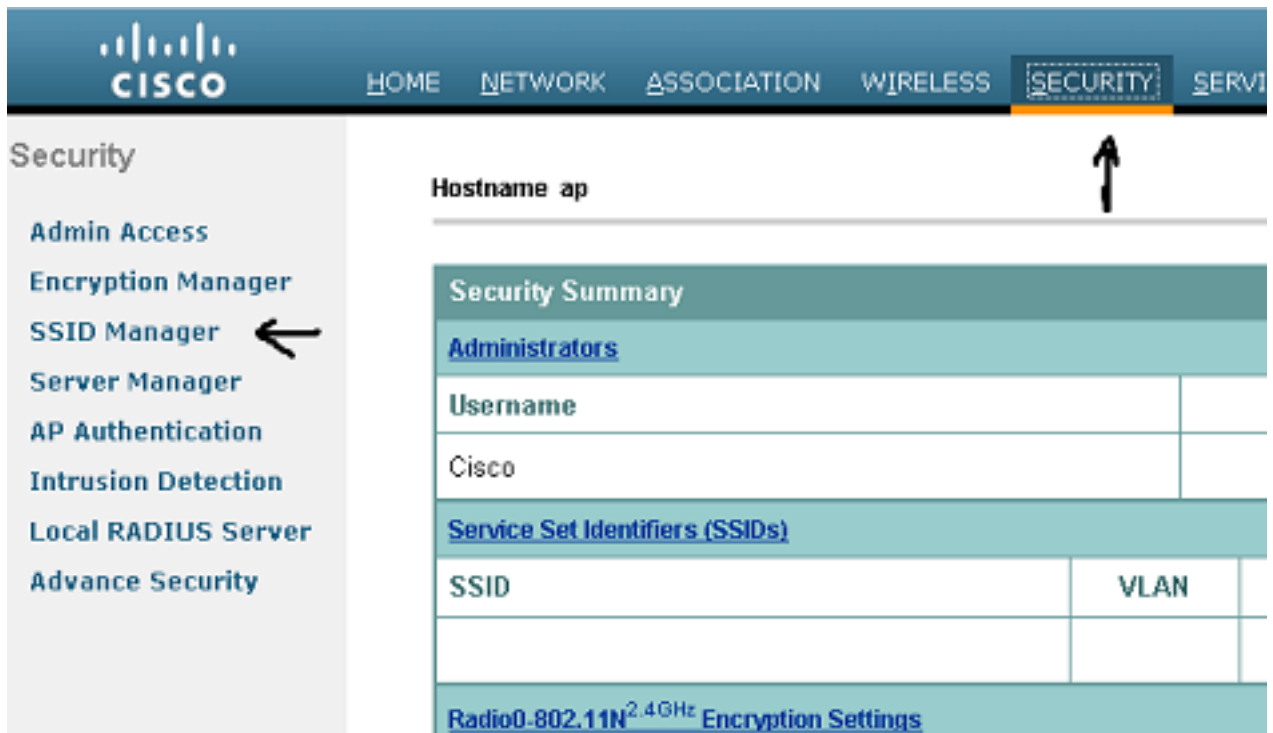 CISCO
HOME NETWORK ASSOCIATION WIRELESS SECURITY
Security
Admin Access
Encryption Manager
SSID Manager
Server Manager
AP Authentication
Intrusion Detection
Local RADIUS Server
Advance Security
Hostname ap
Security Summary
Administrators
Username
Cisco
Service Set Identifiers (SSIDs)
SSID VLAN
Radio0-802.11N2.4GHz Encryption Settings